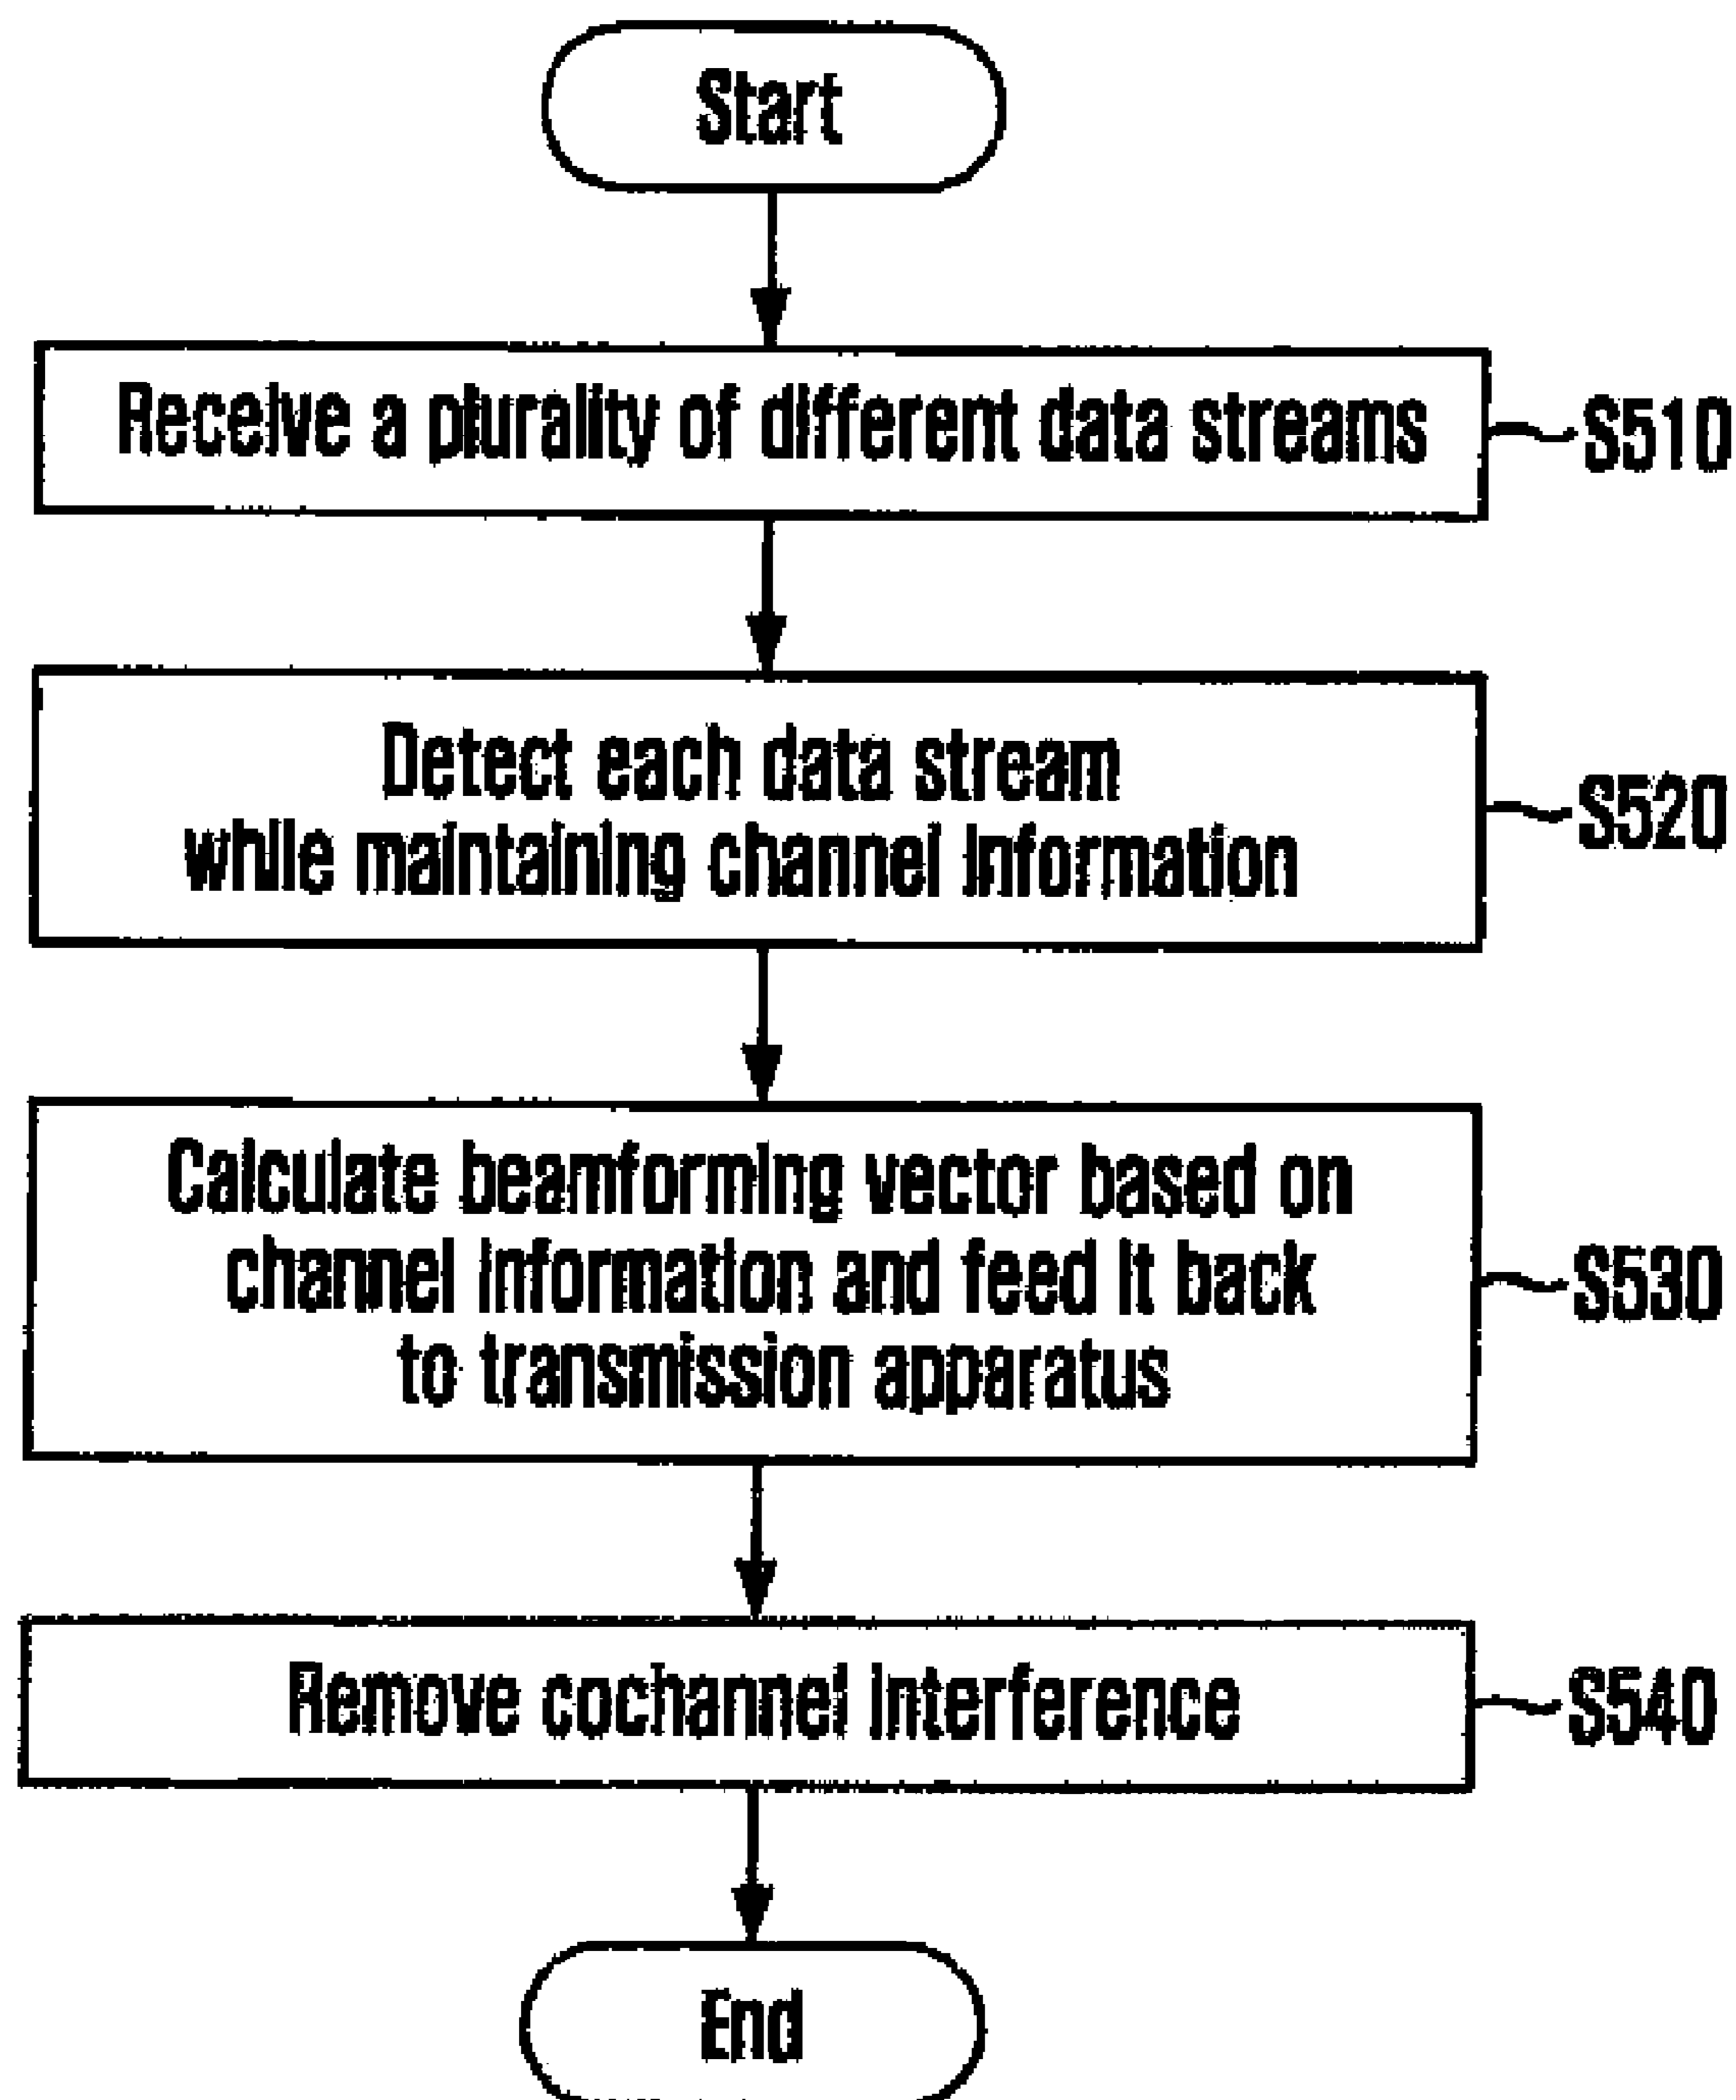 Start
Receive a plurality of different data streams
S510
Detect each data stream
while maintaining channel information
S520
Calculate beamforming vector based on
channel information and feed it back
to transmission apparatus
S530
Remove cochannel interference
S540
End